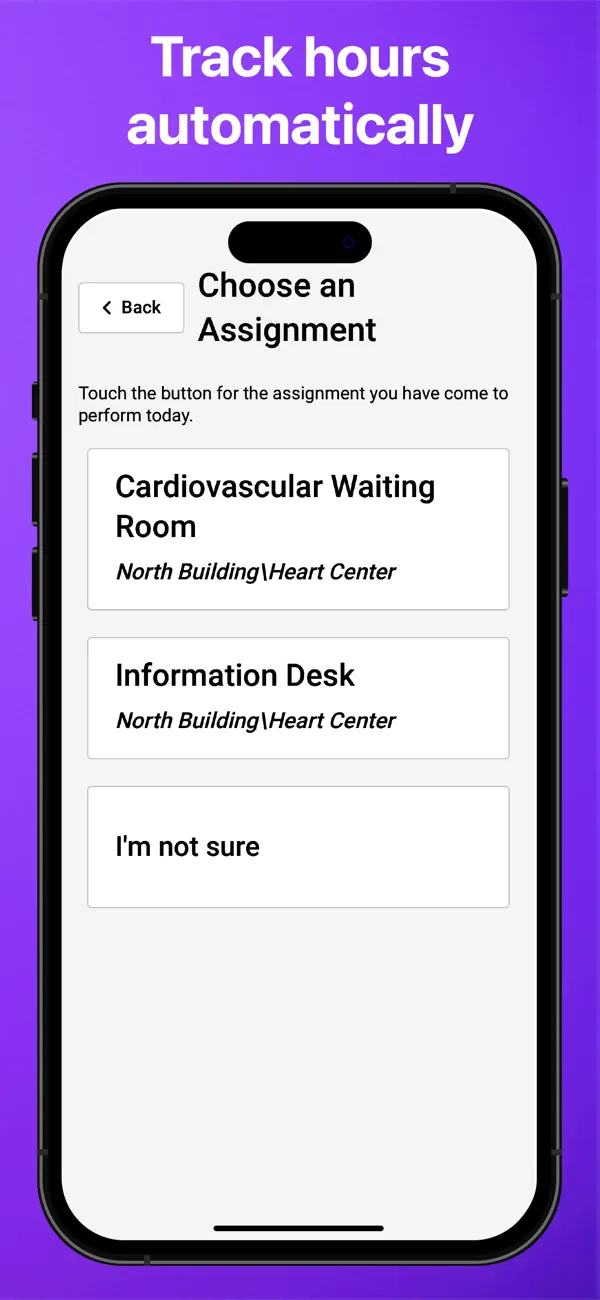 Track hours
automatically
Back
Choose an
Assignment
Touch the button for the assignment you have come to
perform today.
Cardiovascular Waiting
Room
North Building\Heart Center
Information Desk
North Building\Heart Center
I'm not sure